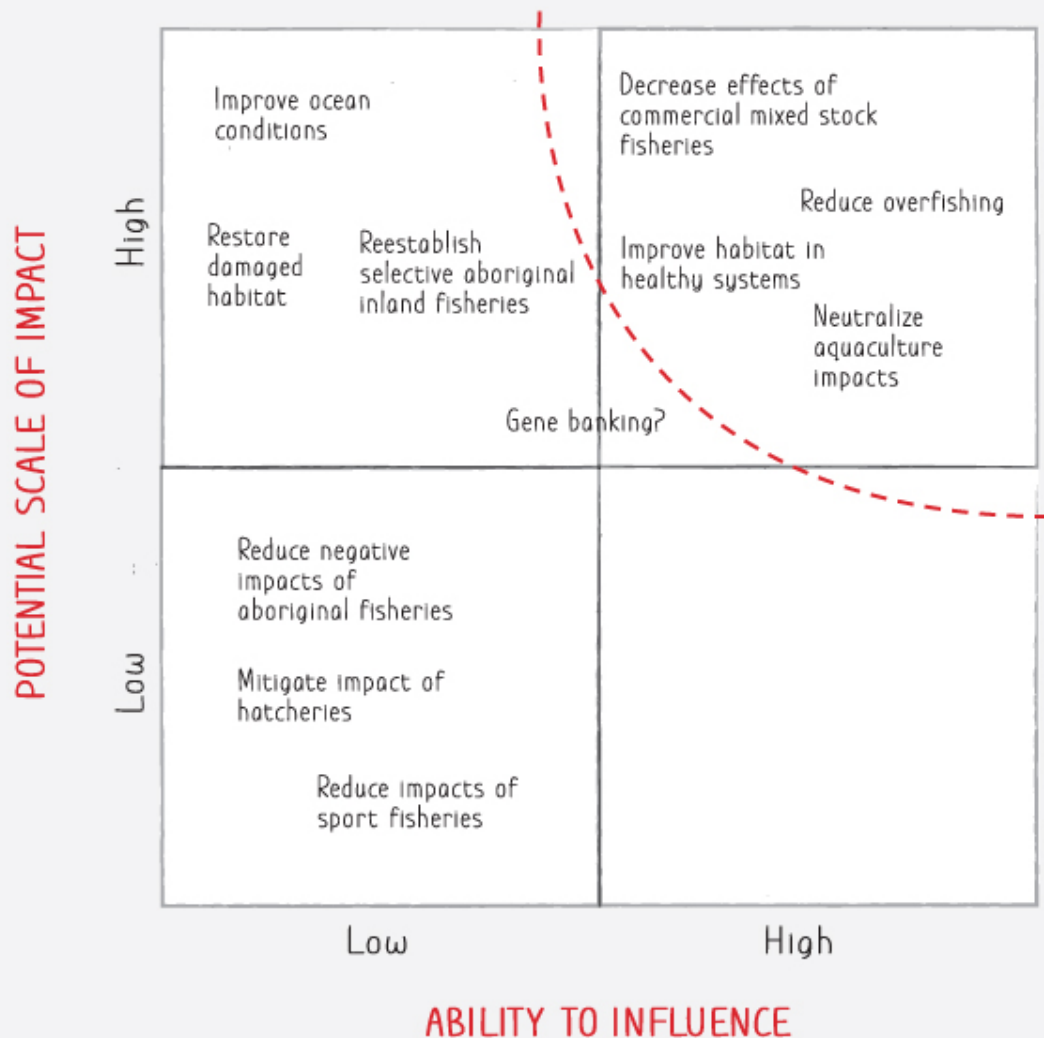 POTENTIAL SCALE OF IMPACT
High
Low
Improve ocean
conditions
Restore
damaged
habitat
Reestablish
selective aboriginal
inland fisheries
Decrease effects of
commercial mixed stock
fisheries
Reduce overfishing
Improve habitat in
healthy systems
Neutralize
aquaculture
impacts
Gene banking?
Reduce negative
impacts of
aboriginal fisheries
Mitigate impact of
hatcheries
Reduce impacts of
sport fisheries
Low
High
ABILITY TO INFLUENCE